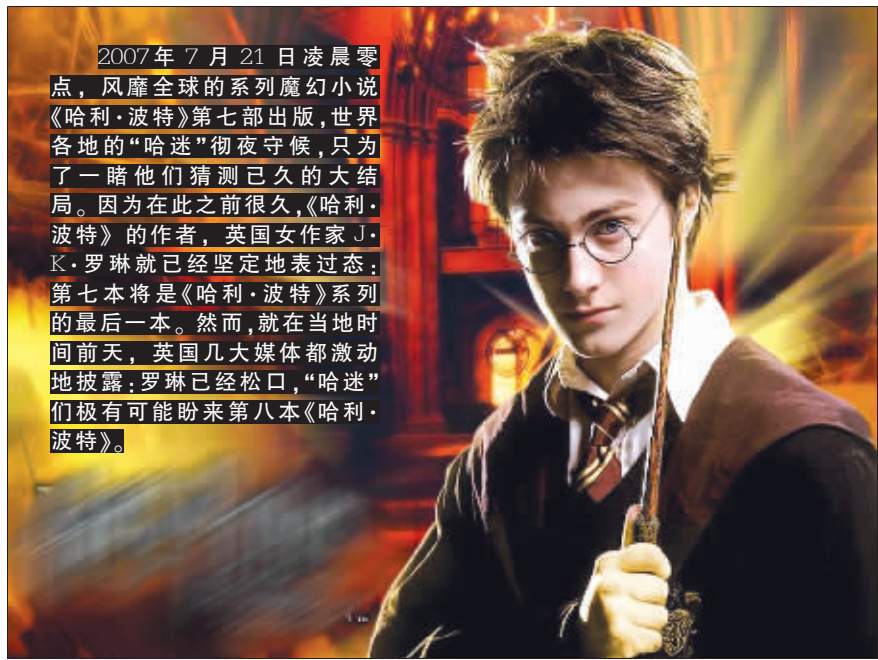 2007年 7 月 21 日凌晨零
点，风靡全球的系列魔幻小说
《哈利·波特》第七部出版，世界
各地的“哈迷”彻夜守候，只为
了一睹他们猜测已久的大结
局。因为在此之前很久，《哈利·
波特》的作者，英国女作家 J·
K·罗琳就已经坚定地表过态：
第七本将是《哈利·波特》系列
的最后一本。然而，就在当地时
间前天，英国几大媒体都激动
地披露：罗琳已经松口，“哈迷”
们极有可能盼来第八本《哈利·
波特》。